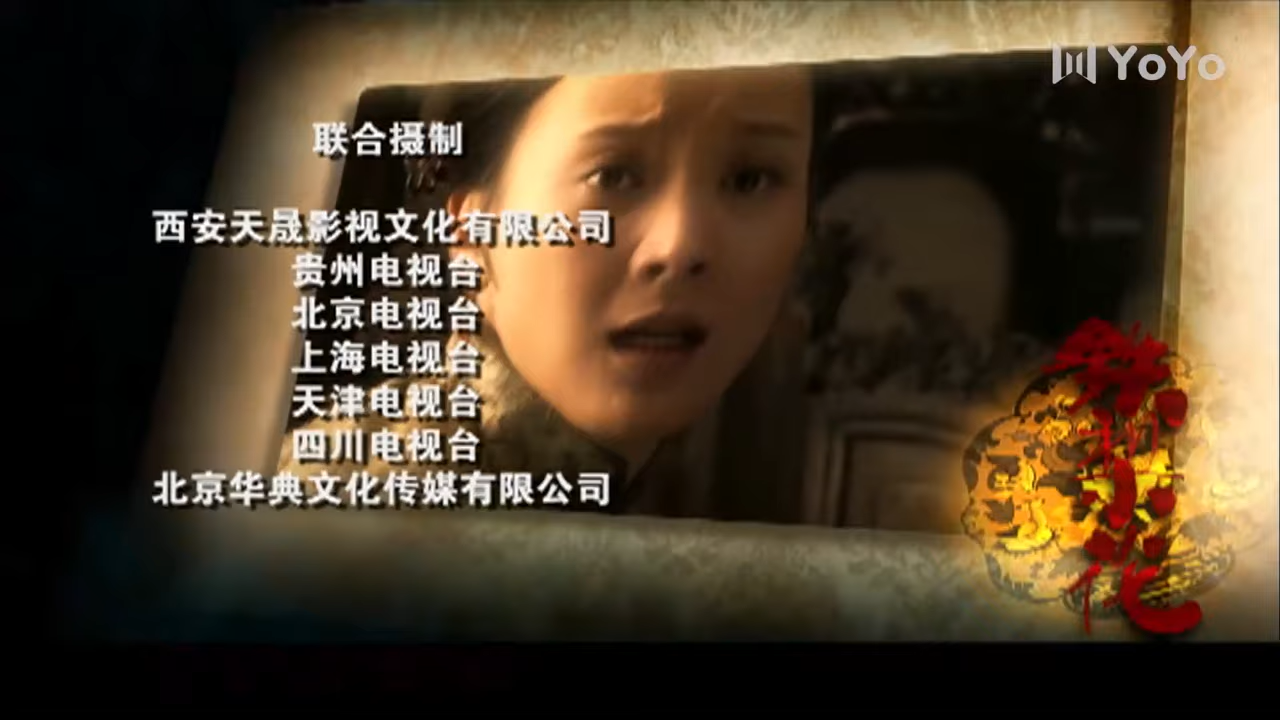 YoYo
联合摄制
西安天晟影视文化有限公司
贵州电视台
北京电视台
上海电视台
天津电视台
四川电视台
北京华典文化传媒有限公司